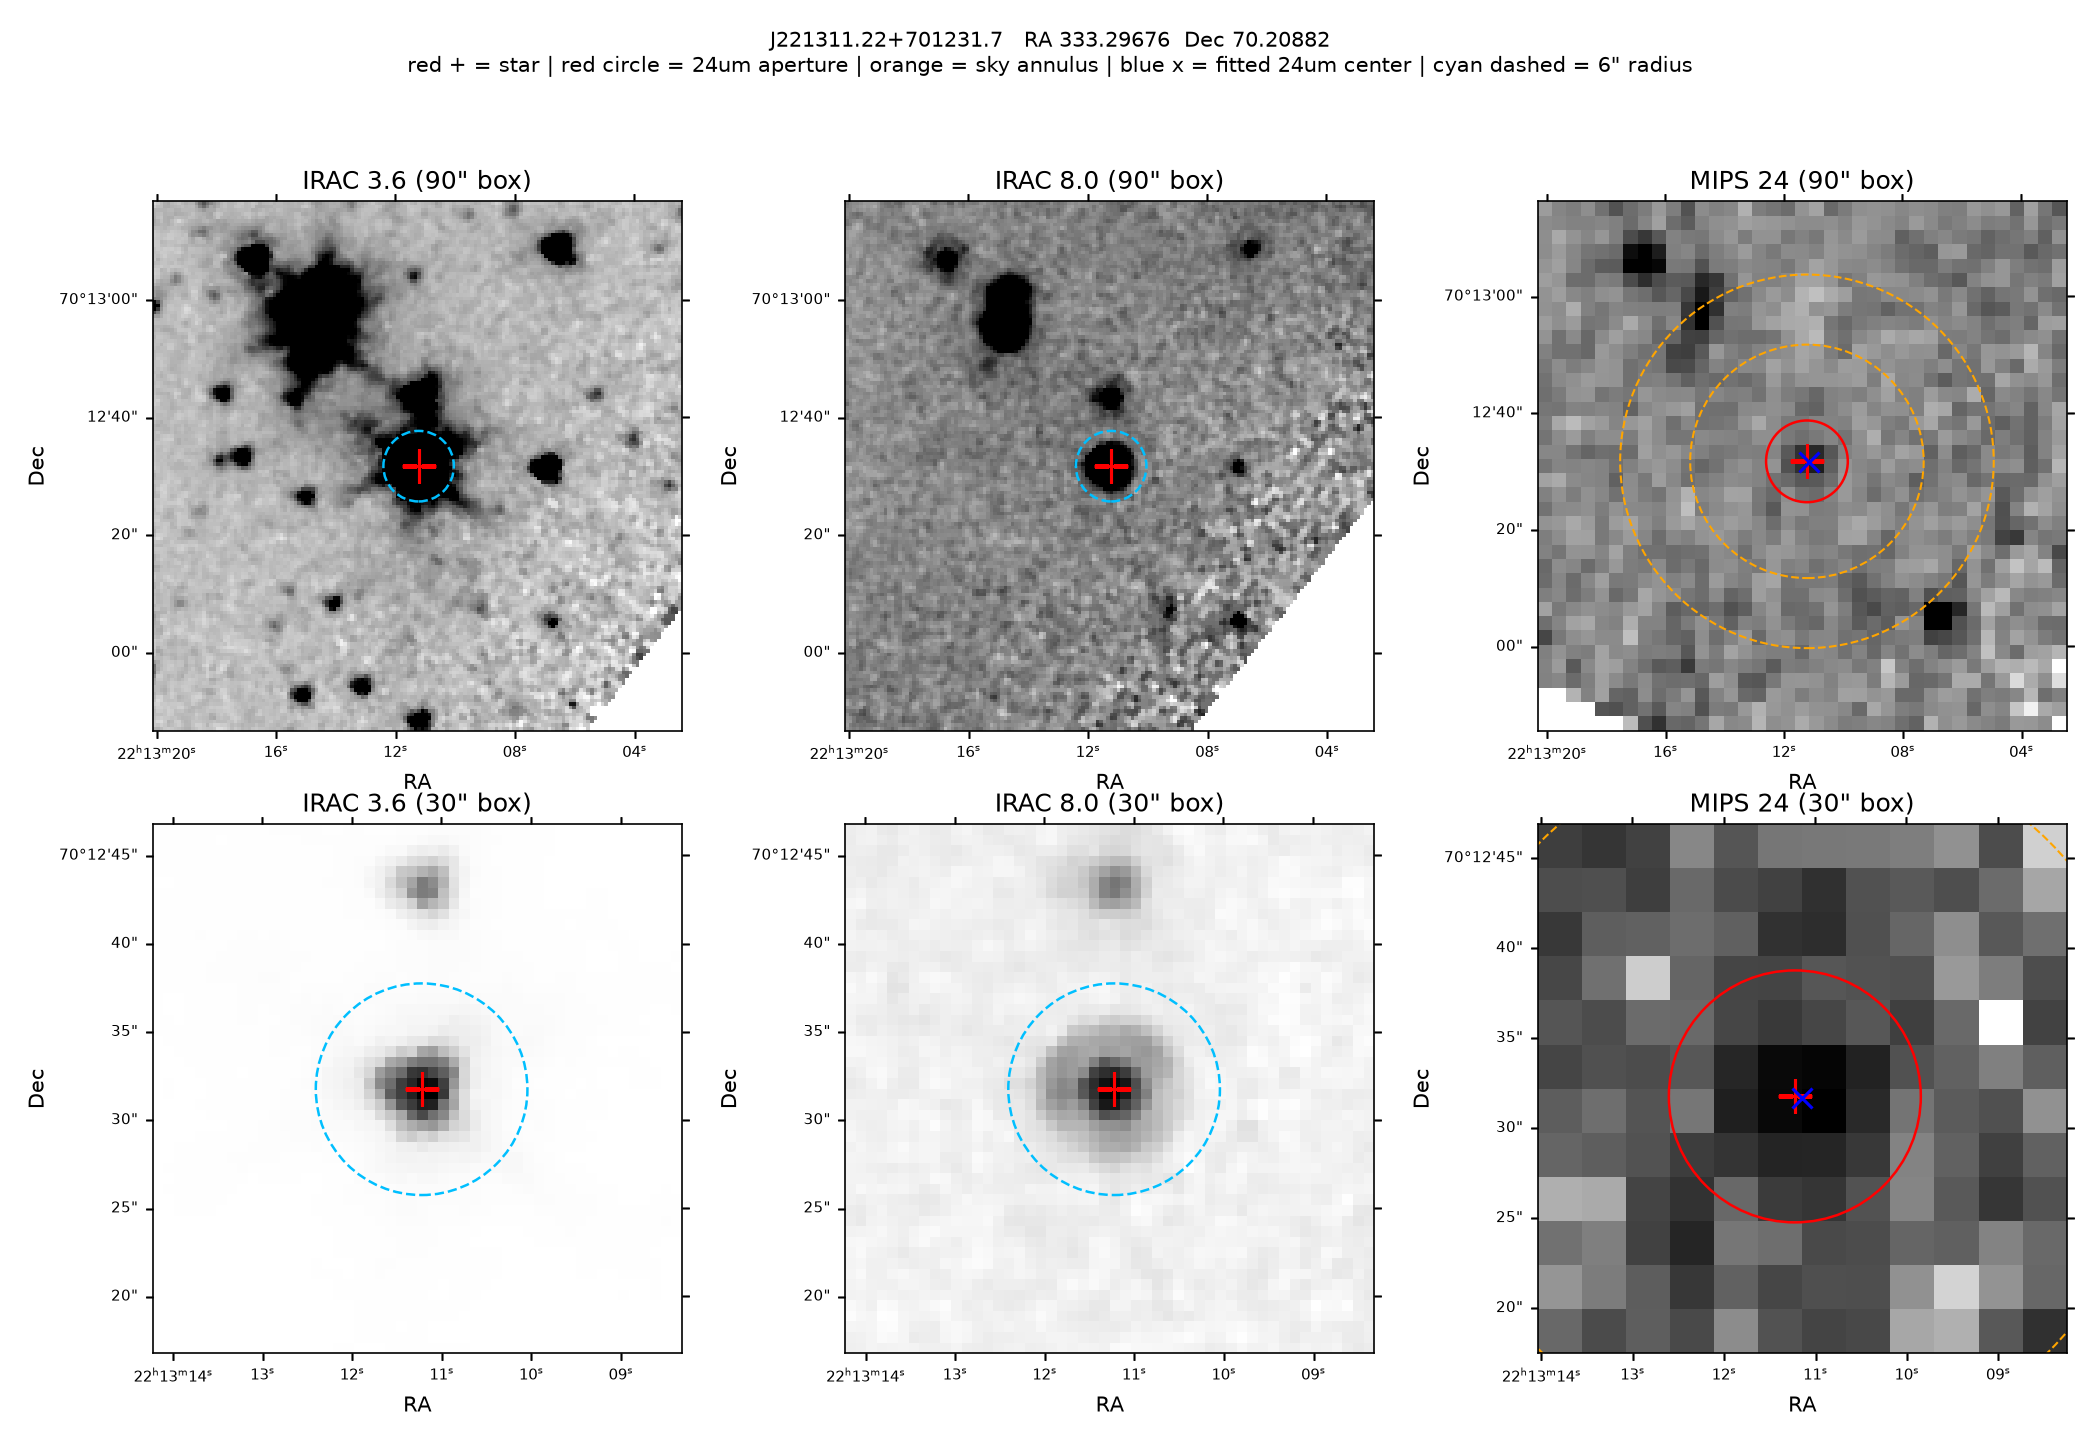 J221311.22+701231.7   RA 333.29676  Dec 70.20882
red + = star | red circle = 24um aperture | orange = sky annulus | blue x = fitted 24um center | cyan dashed = 6" radius
IRAC 3.6 (90" box)
IRAC 8.0 (90" box)
MIPS 24 (90" box)
Dec
70°13'00"
12'40"
20"
00"
22ʰ13ᵐ20ˢ
16ˢ
12ˢ
08ˢ
04ˢ
RA
Dec
70°13'00"
12'40"
20"
00"
22ʰ13ᵐ20ˢ
16ˢ
12ˢ
08ˢ
04ˢ
RA
Dec
70°13'00"
12'40"
20"
00"
22ʰ13ᵐ20ˢ
16ˢ
12ˢ
08ˢ
04ˢ
RA
IRAC 3.6 (30" box)
IRAC 8.0 (30" box)
MIPS 24 (30" box)
Dec
70°12'45"
40"
35"
30"
25"
20"
22ʰ13ᵐ14ˢ
13ˢ
12ˢ
11ˢ
10ˢ
09ˢ
RA
Dec
70°12'45"
40"
35"
30"
25"
20"
22ʰ13ᵐ14ˢ
13ˢ
12ˢ
11ˢ
10ˢ
09ˢ
RA
Dec
70°12'45"
40"
35"
30"
25"
20"
22ʰ13ᵐ14ˢ
13ˢ
12ˢ
11ˢ
10ˢ
09ˢ
RA